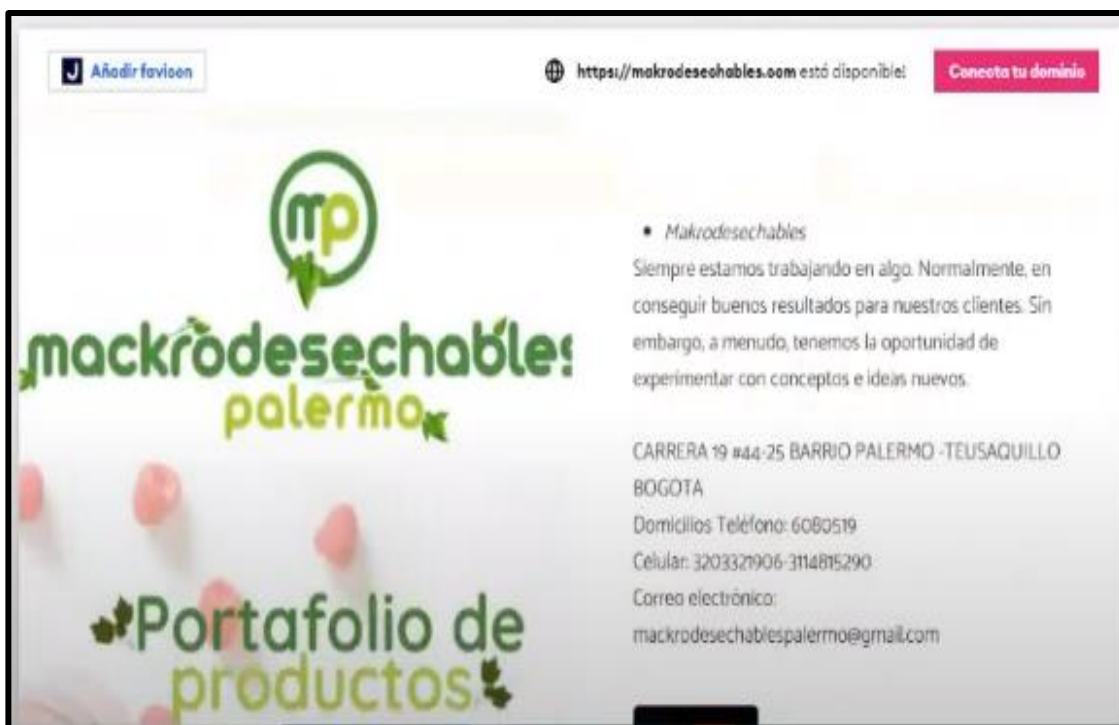 J Añadir favicon
https://makrodesechables.com está disponible!
Conecta tu dominio
mp
mackrodesechables
palermo
Portafolio de
productos
• Makrodesechables
Siempre estamos trabajando en algo. Normalmente, en
conseguir buenos resultados para nuestros clientes. Sin
embargo, a menudo, tenemos la oportunidad de
experimentar con conceptos e ideas nuevos.
CARRERA 19 #44-25 BARRIO PALERMO -TEUSAQUILLO
BOGOTA
Domicilios Teléfono: 6080519
Celular: 3203321906-3114815290
Correo electrónico:
mackrodesechablespalermo@gmail.com